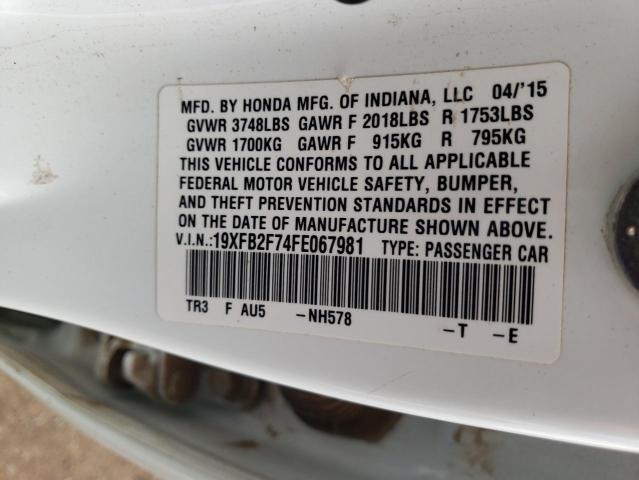 MFD. BY HONDA MFG. OF INDIANA, LLC 04/'15
GVWR 3748LBS GAWR F 2018LBS R 1753LBS
GVWR 1700KG GAWR F 915KG R 795KG
THIS VEHICLE CONFORMS TO ALL APPLICABLE
FEDERAL MOTOR VEHICLE SAFETY, BUMPER,
AND THEFT PREVENTION STANDARDS IN EFFECT
ON THE DATE OF MANUFACTURE SHOWN ABOVE.
V.I.N.:19XFB2F74FE067981 TYPE: PASSENGER CAR
TR3 F AU5 -NH578 -T -E